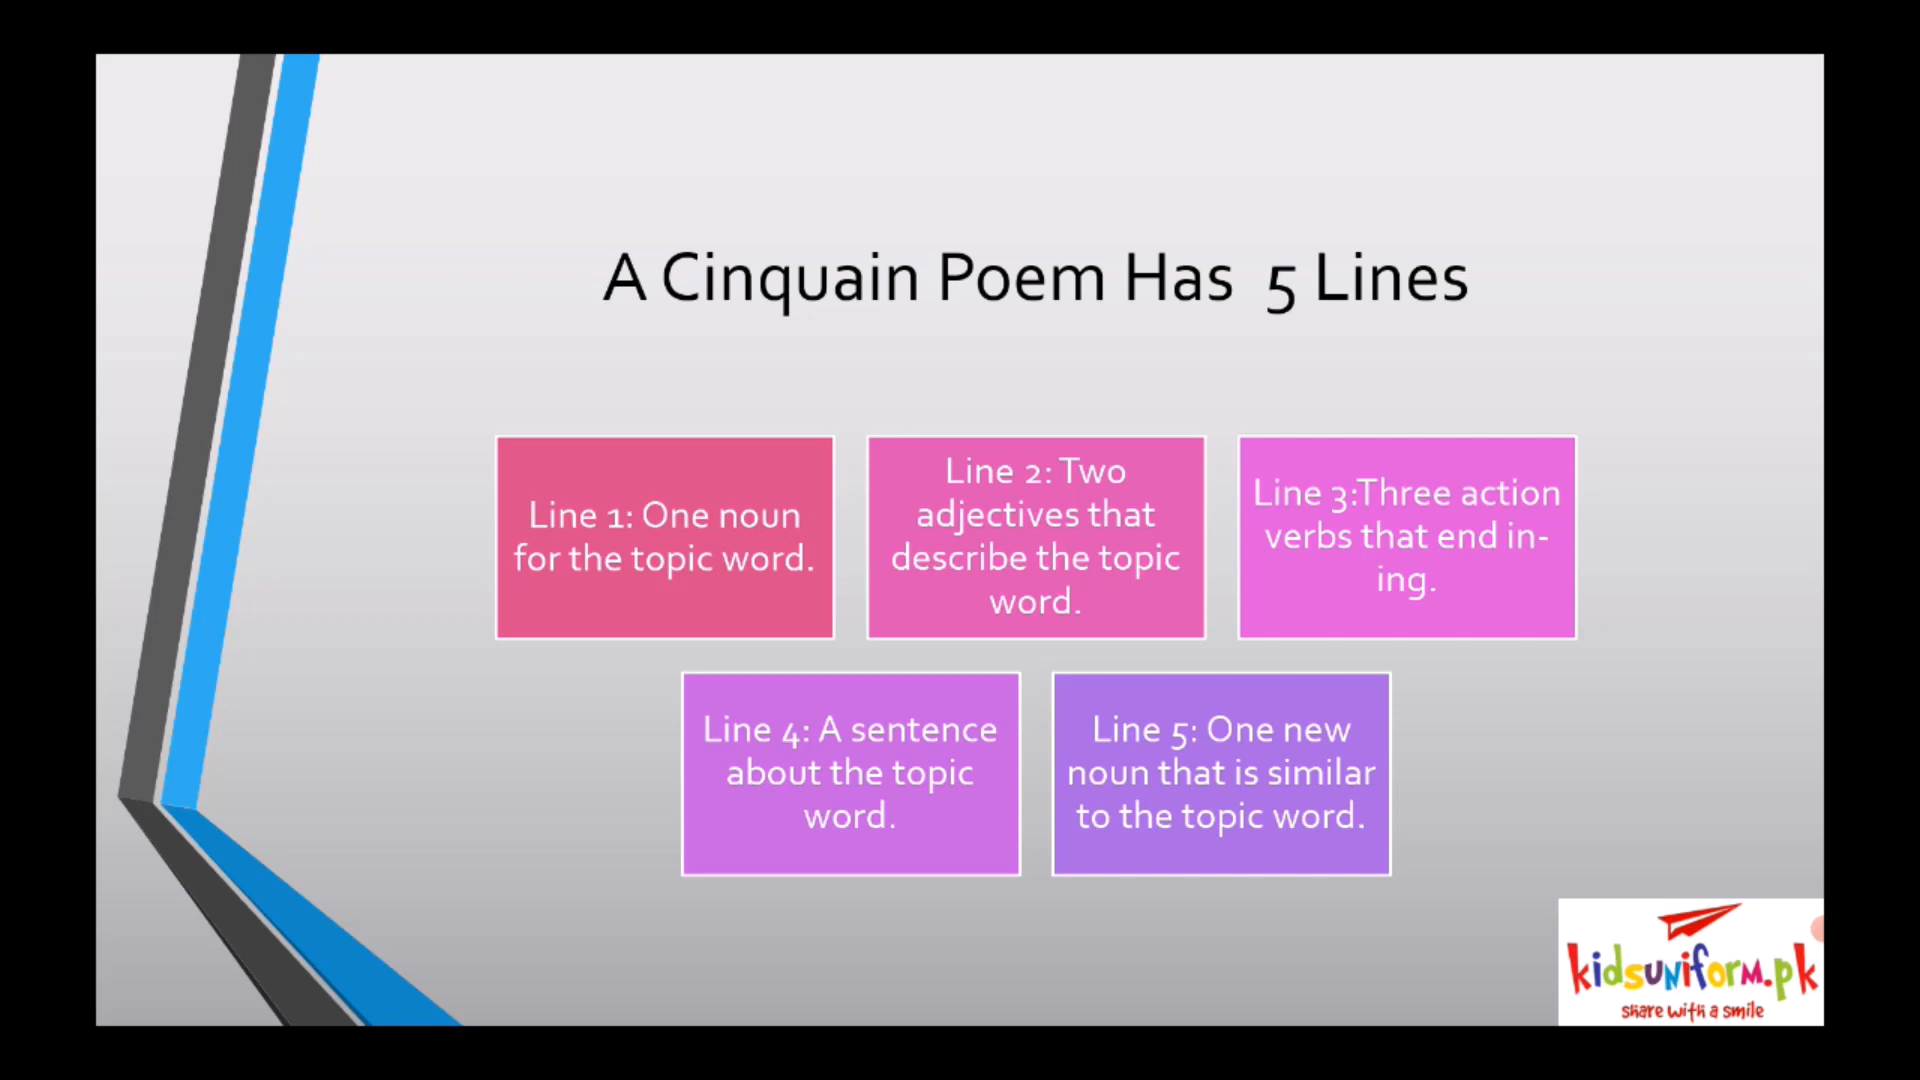 A Cinquain Poem Has 5 Lines
Line 1: One noun
for the topic word.
Line 2: Two
adjectives that
describe the topic
word.
Line 3:Three action
verbs that end in-
ing.
Line 4: A sentence
about the topic
word.
Line 5: One new
noun that is similar
to the topic word.
kidsuniform.pk
share with a smile